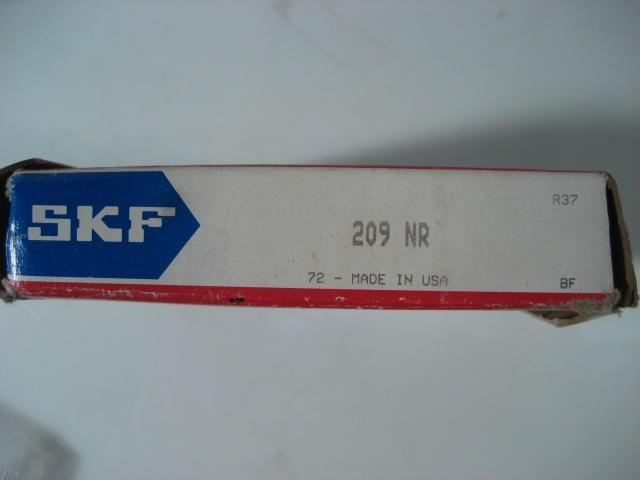 SKF
R37
209 NR
72 - MADE IN USA
BF